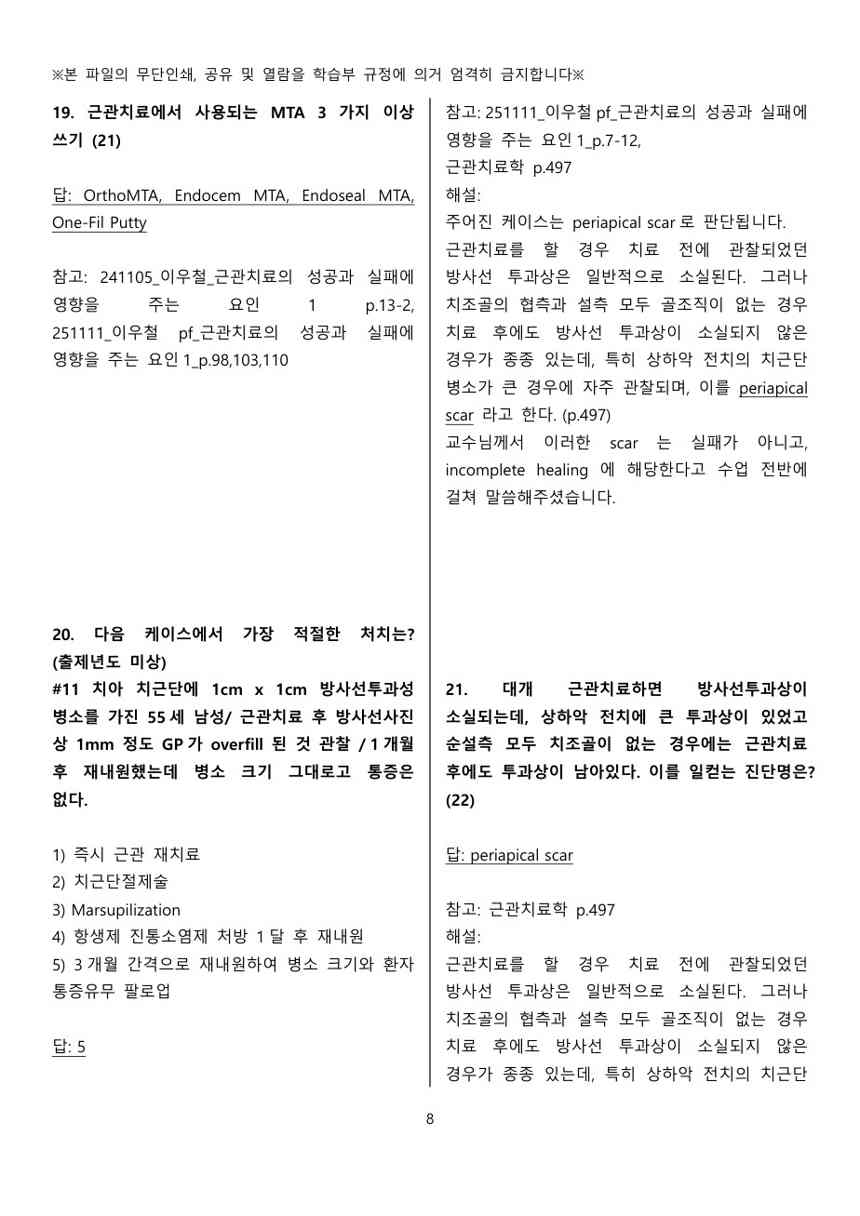 ※본 파일의 무단인쇄, 공유 및 열람을 학습부 규정에 의거 엄격히 금지합니다※
19. 근관치료에서 사용되는 MTA 3 가지 이상
쓰기 (21)
답: OrthoMTA, Endocem MTA, Endoseal MTA,
One-Fil Putty
참고: 241105_이우철_근관치료의 성공과 실패에
영향을 주는 요인 1 p.13-2,
251111_이우철 pf_근관치료의 성공과 실패에
영향을 주는 요인 1_p.98,103,110
20. 다음 케이스에서 가장 적절한 처치는?
(출제년도 미상)
#11 치아 치근단에 1cm x 1cm 방사선투과성
병소를 가진 55 세 남성/ 근관치료 후 방사선사진
상 1mm 정도 GP 가 overfill 된 것 관찰 / 1 개월
후 재내원했는데 병소 크기 그대로고 통증은
없다.
1) 즉시 근관 재치료
2) 치근단절제술
3) Marsupilization
4) 항생제 진통소염제 처방 1 달 후 재내원
5) 3 개월 간격으로 재내원하여 병소 크기와 환자
통증유무 팔로업
답: 5
참고: 251111_이우철 pf_근관치료의 성공과 실패에
영향을 주는 요인 1_p.7-12,
근관치료학 p.497
해설:
주어진 케이스는 periapical scar 로 판단됩니다.
근관치료를 할 경우 치료 전에 관찰되었던
방사선 투과상은 일반적으로 소실된다. 그러나
치조골의 협측과 설측 모두 골조직이 없는 경우
치료 후에도 방사선 투과상이 소실되지 않은
경우가 종종 있는데, 특히 상하악 전치의 치근단
병소가 큰 경우에 자주 관찰되며, 이를 periapical
scar 라고 한다. (p.497)
교수님께서 이러한 scar 는 실패가 아니고,
incomplete healing 에 해당한다고 수업 전반에
걸쳐 말씀해주셨습니다.
21. 대개 근관치료하면 방사선투과상이
소실되는데, 상하악 전치에 큰 투과상이 있었고
순설측 모두 치조골이 없는 경우에는 근관치료
후에도 투과상이 남아있다. 이를 일컫는 진단명은?
(22)
답: periapical scar
참고: 근관치료학 p.497
해설:
근관치료를 할 경우 치료 전에 관찰되었던
방사선 투과상은 일반적으로 소실된다. 그러나
치조골의 협측과 설측 모두 골조직이 없는 경우
치료 후에도 방사선 투과상이 소실되지 않은
경우가 종종 있는데, 특히 상하악 전치의 치근단
8